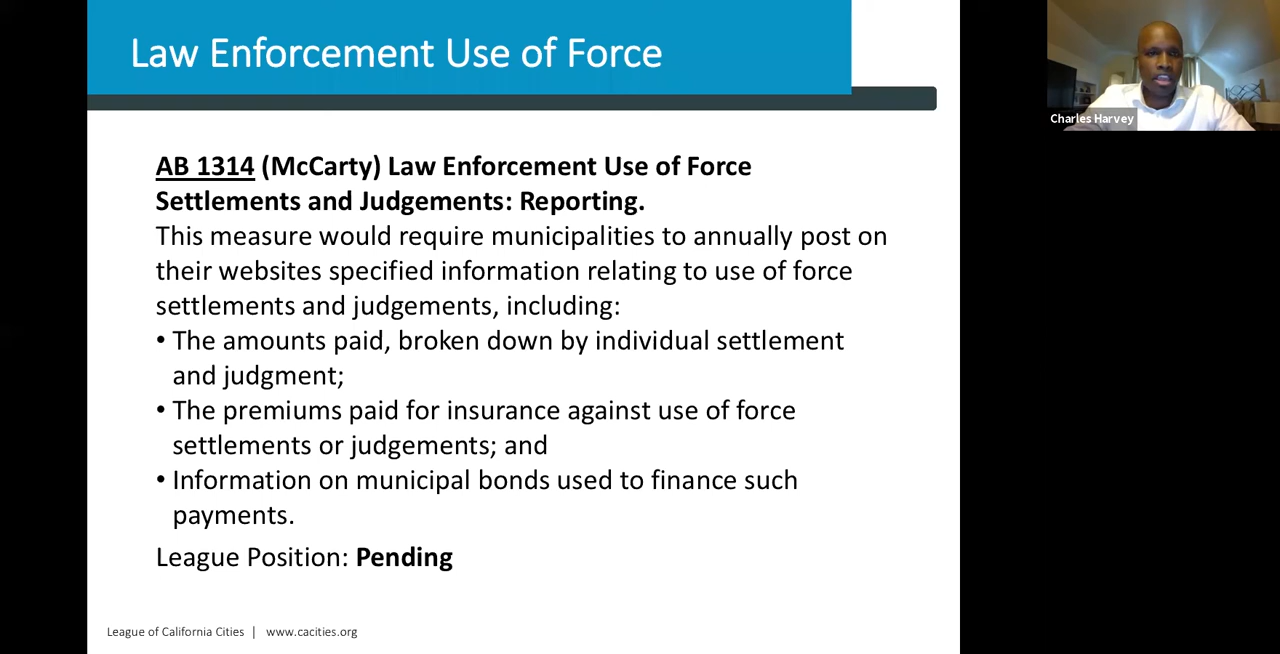 Law Enforcement Use of Force
AB 1314 (McCarty) Law Enforcement Use of Force
Settlements and Judgements: Reporting.
This measure would require municipalities to annually post on
their websites specified information relating to use of force
settlements and judgements, including:
• The amounts paid, broken down by individual settlement
and judgment;
• The premiums paid for insurance against use of force
settlements or judgements; and
• Information on municipal bonds used to finance such
payments.
League Position: Pending
League of California Cities | www.cacities.org
Charles Harvey